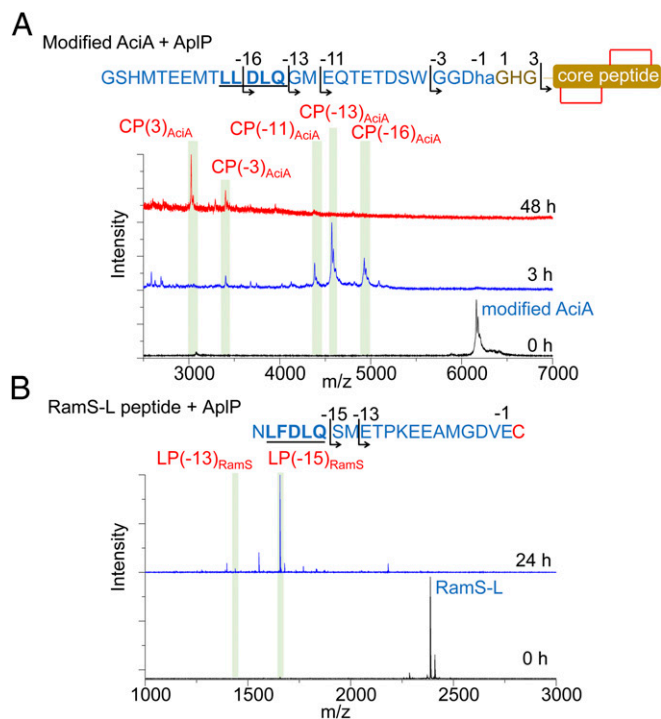 A
Modified AciA + AplP
-16 -13 -11 -3 -1 1 3
GSHMTEEMTLLDLQGMEQTETDSWGGDhaGHG core peptide
CP(-13)AciA
CP(3)AciA CP(-11)AciA CP(-16)AciA
CP(-3)AciA
48 h
3 h
modified AciA
0 h
Intensity
3000 4000 5000 6000 7000
m/z
B
RamS-L peptide + AplP
-15 -13 -1
NLFDLQSMETPKEEAMGDVEC
LP(-13)RamS LP(-15)RamS
24 h
RamS-L
0 h
Intensity
1000 1500 2000 2500 3000
m/z